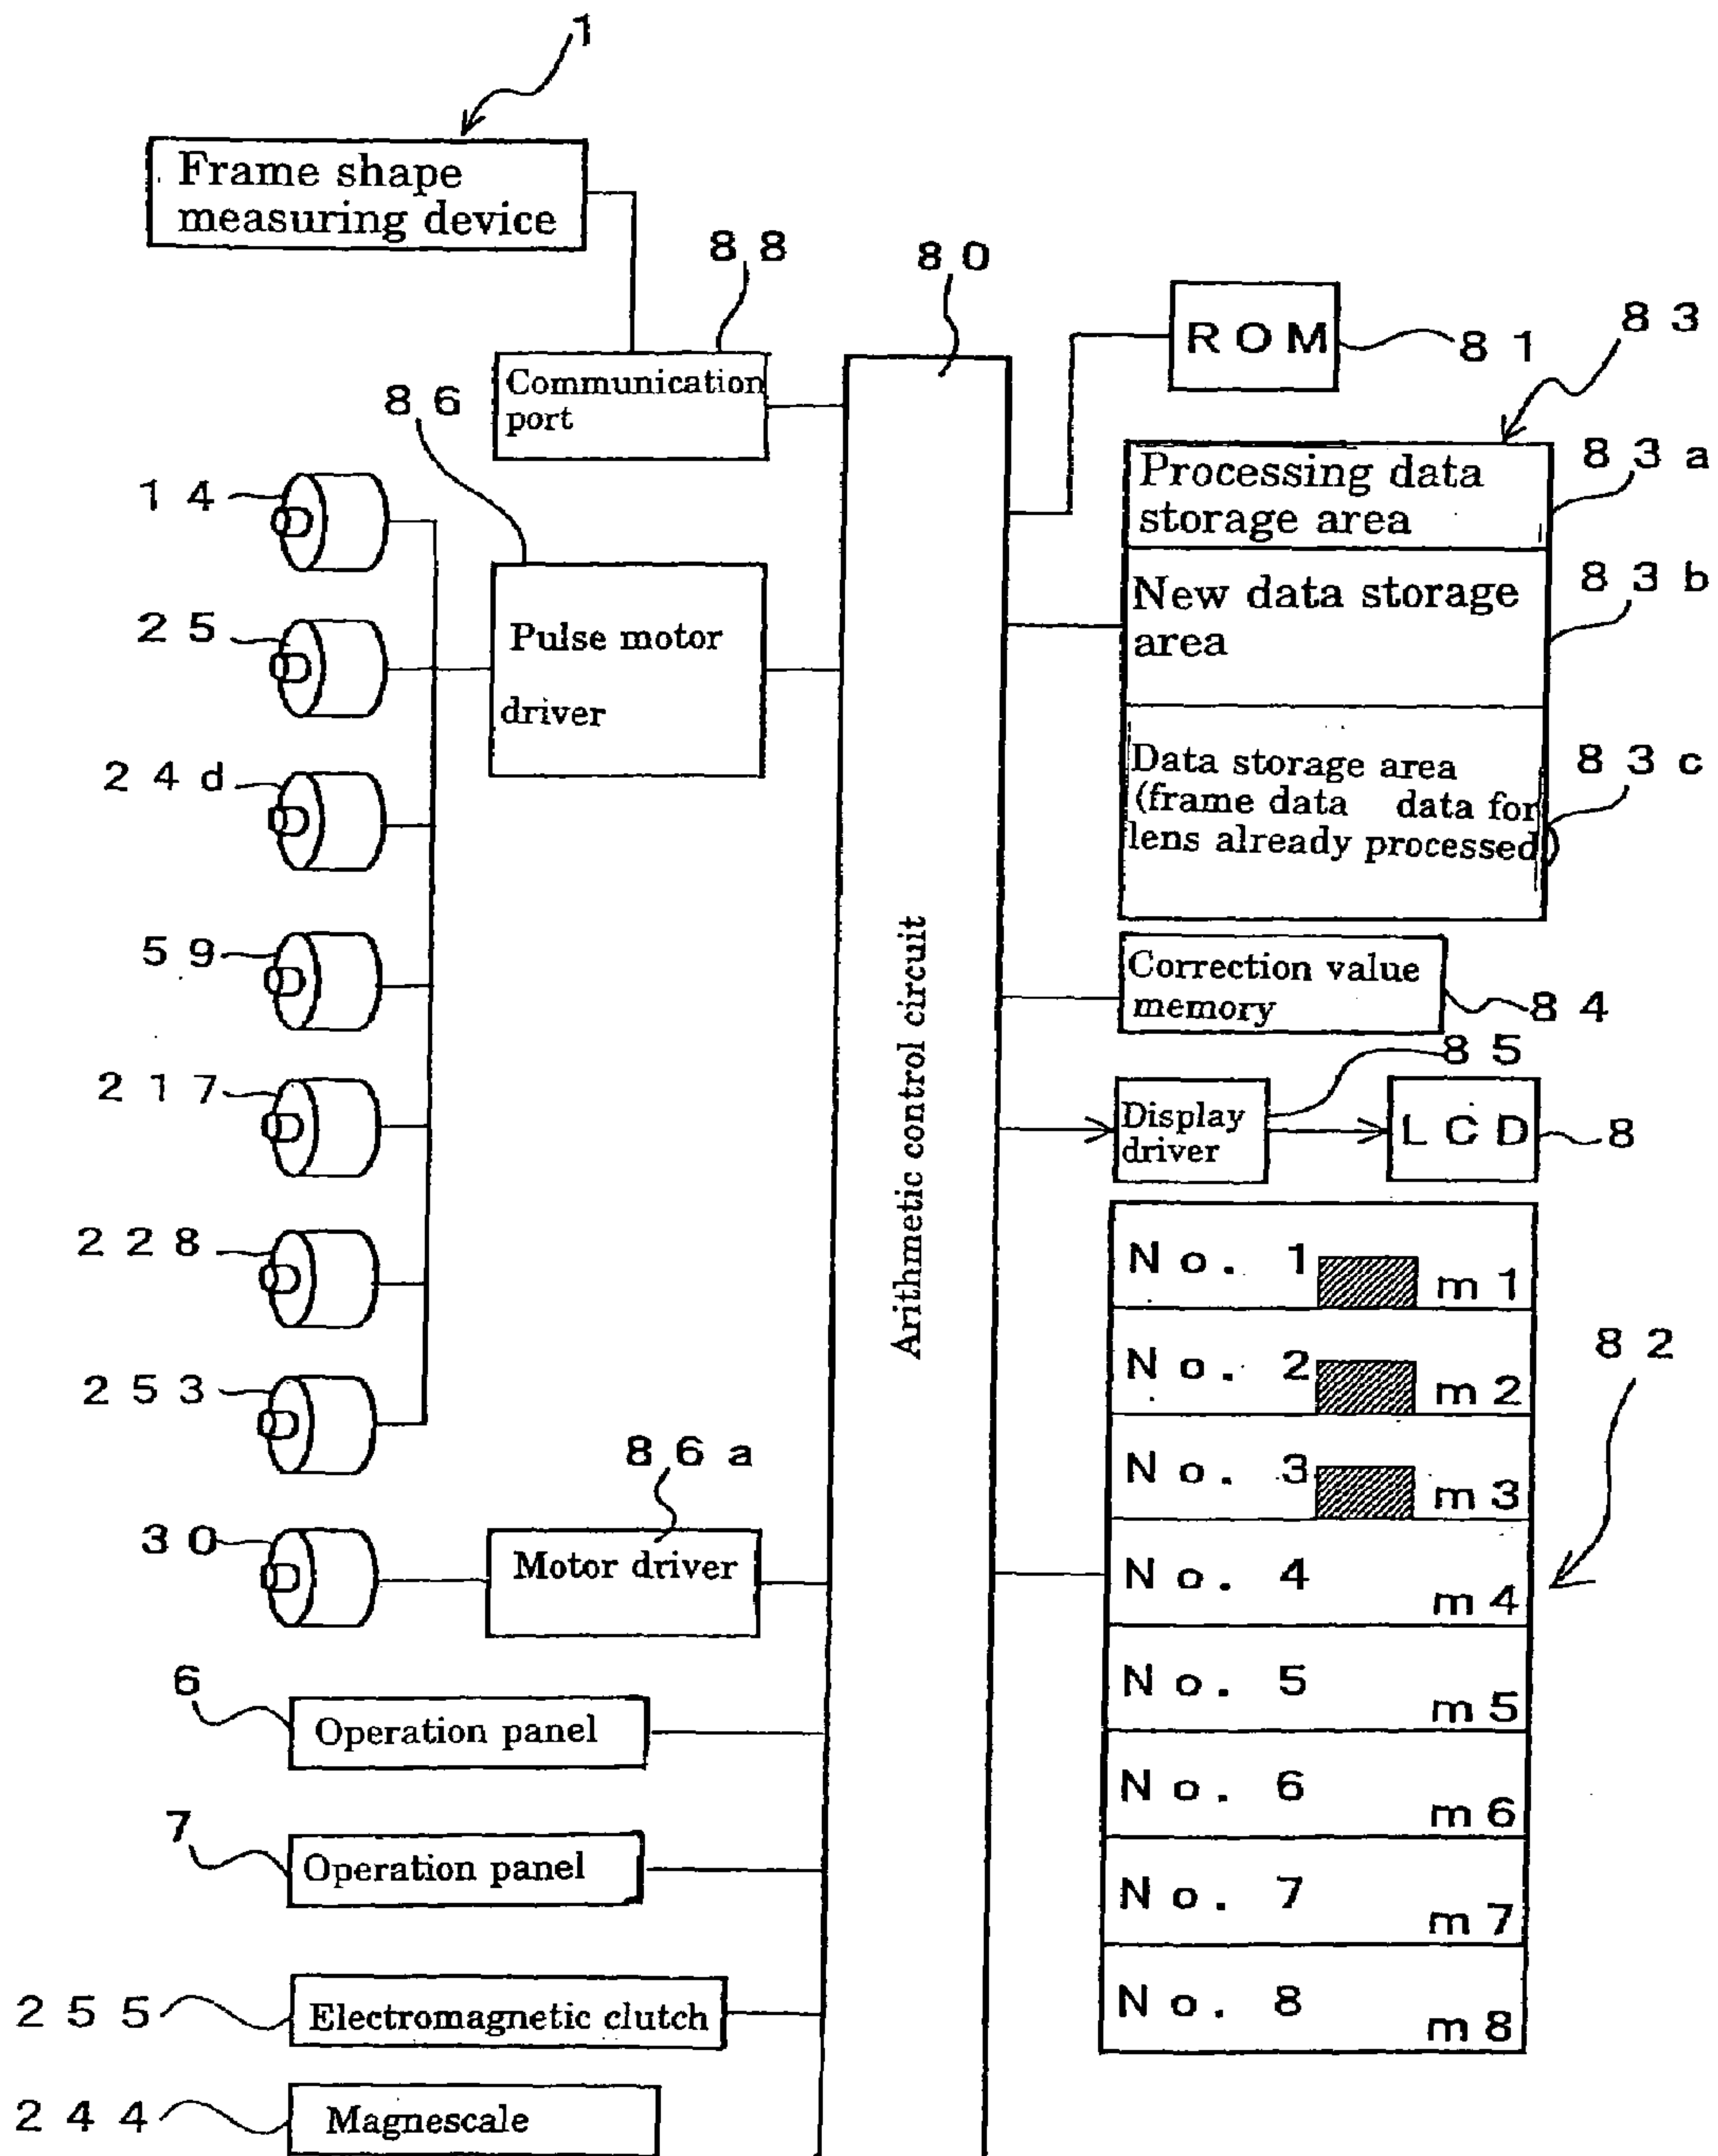 1
Frame shape
measuring device
88
80
ROM
81
83
Communication
port
86
Processing data
storage area
83a
14
New data storage
area
83b
25
Pulse motor
driver
24d
Data storage area
(frame data data for
lens already processed)
83c
59
Correction value
memory
84
Arithmetic control circuit
217
85
Display
driver
LCD
8
228
No. 1 m1
82
253
No. 2 m2
86a
No. 3 m3
30
Motor driver
No. 4 m4
6
Operation panel
No. 5 m5
No. 6 m6
7
Operation panel
No. 7 m7
255
Electromagnetic clutch
No. 8 m8
244
Magnescale